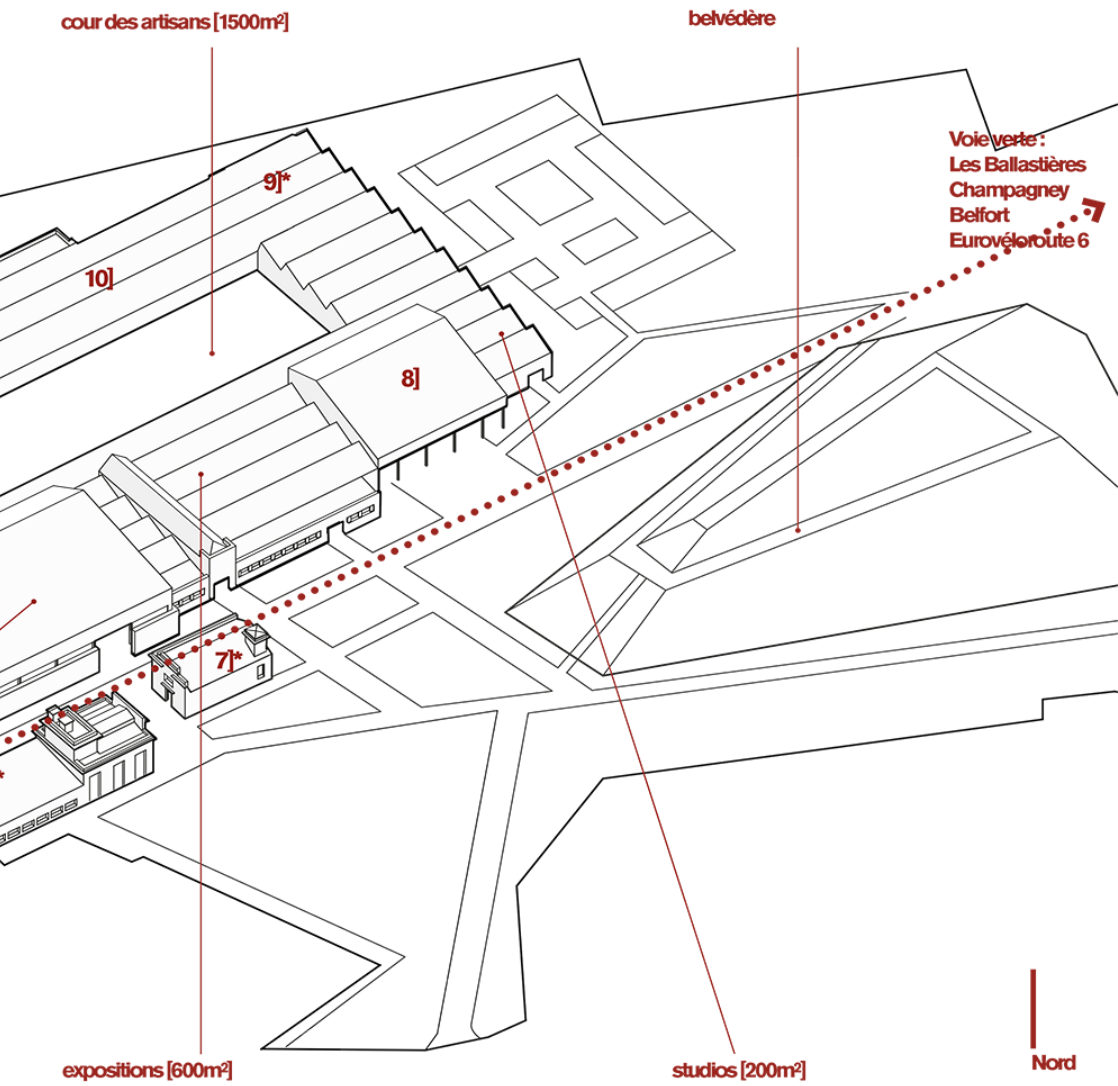 cour des artisans [1500m²]
belvédère
Voie verte :
Les Ballastières
Champagney
Belfort
Eurovéloroute 6
9]*
10]
8]
7]*
*
expositions [600m²]
studios [200m²]
Nord